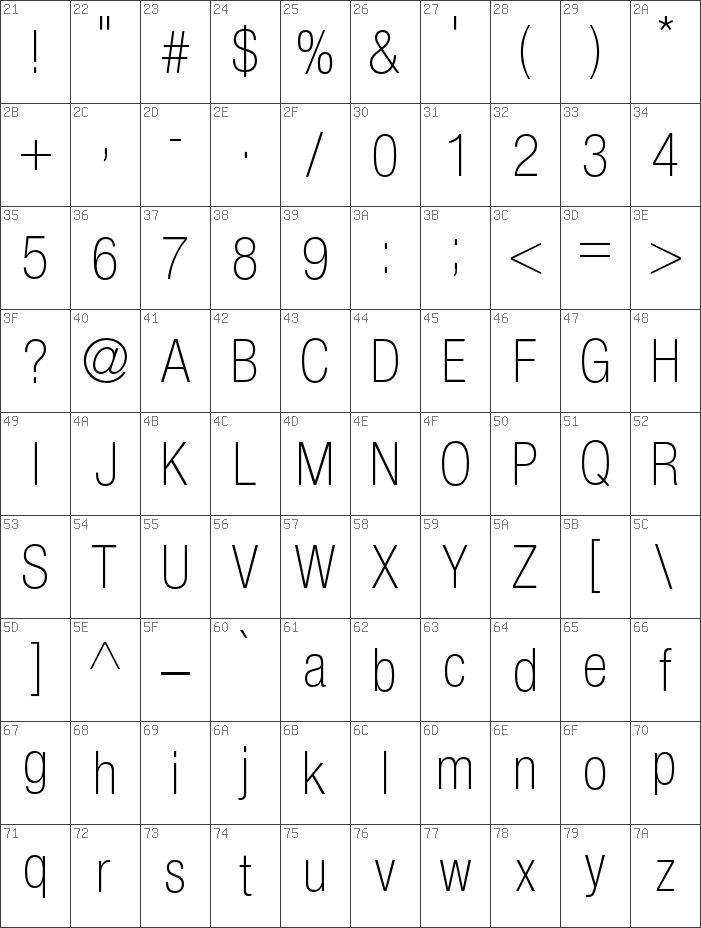 21 22 23 24 25 26 27 28 29 2A
! " # $ % & ' ( ) *
2B 2C 2D 2E 2F 30 31 32 33 34
+ , - . / 0 1 2 3 4
35 36 37 38 39 3A 3B 3C 3D 3E
5 6 7 8 9 : ; < = >
3F 40 41 42 43 44 45 46 47 48
? @ A B C D E F G H
49 4A 4B 4C 4D 4E 4F 50 51 52
I J K L M N O P Q R
53 54 55 56 57 58 59 5A 5B 5C
S T U V W X Y Z [ \
5D 5E 5F 60 61 62 63 64 65 66
] ^ _ ` a b c d e f
67 68 69 6A 6B 6C 6D 6E 6F 70
g h i j k l m n o p
71 72 73 74 75 76 77 78 79 7A
q r s t u v w x y z